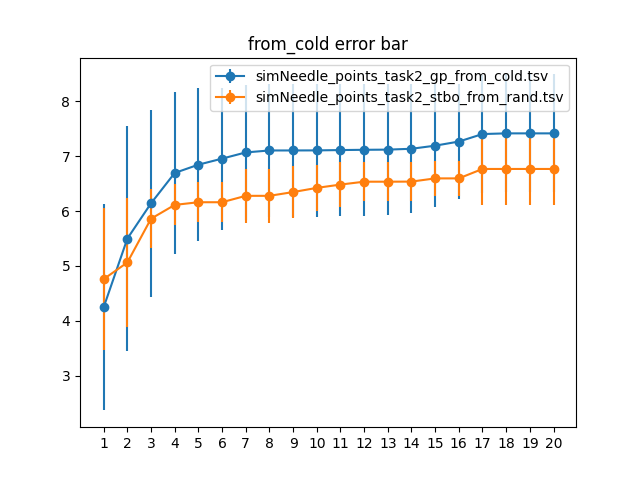 from_cold error bar
simNeedle_points_task2_gp_from_cold.tsv
simNeedle_points_task2_stbo_from_rand.tsv
8
7
6
5
4
3
1 2 3 4 5 6 7 8 9 10 11 12 13 14 15 16 17 18 19 20